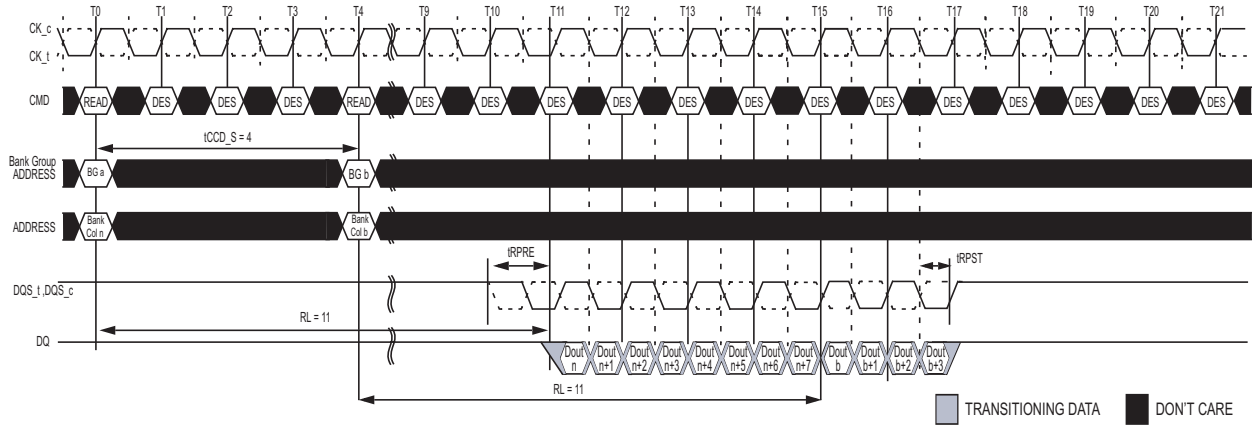 T0 T1 T2 T3 T4 T9 T10 T11 T12 T13 T14 T15 T16 T17 T18 T19 T20 T21
CK_c
CK_t
CMD READ DES DES DES READ DES DES DES DES DES DES DES DES DES DES DES DES DES
tCCD_S = 4
Bank Group
ADDRESS BG a BG b
ADDRESS Bank Col n Bank Col b
tRPRE tRPST
DQS_t ,DQS_c
RL = 11
DQ Dout n Dout n+1 Dout n+2 Dout n+3 Dout n+4 Dout n+5 Dout n+6 Dout n+7 Dout b Dout b+1 Dout b+2 Dout b+3
RL = 11
TRANSITIONING DATA DON'T CARE